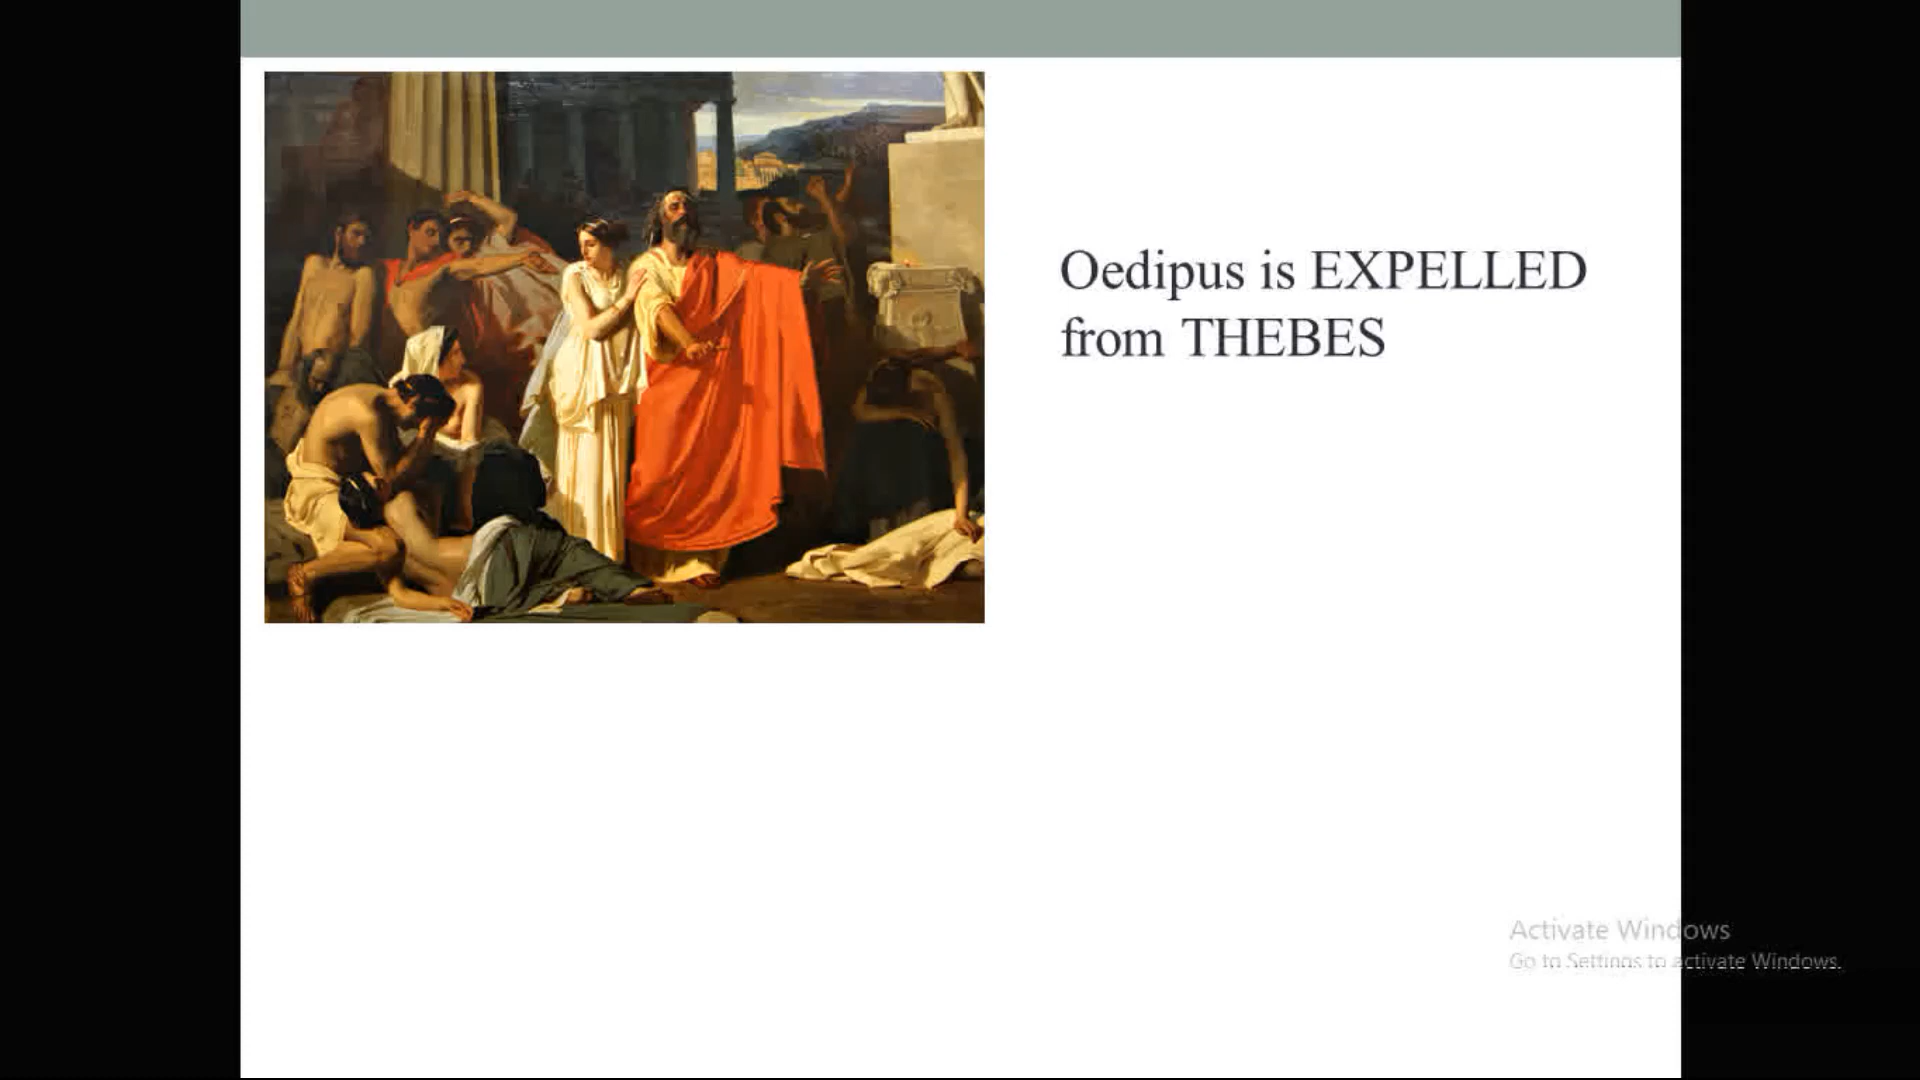 Oedipus is EXPELLED
from THEBES
Activate Windows
Go to Settings to activate Windows.